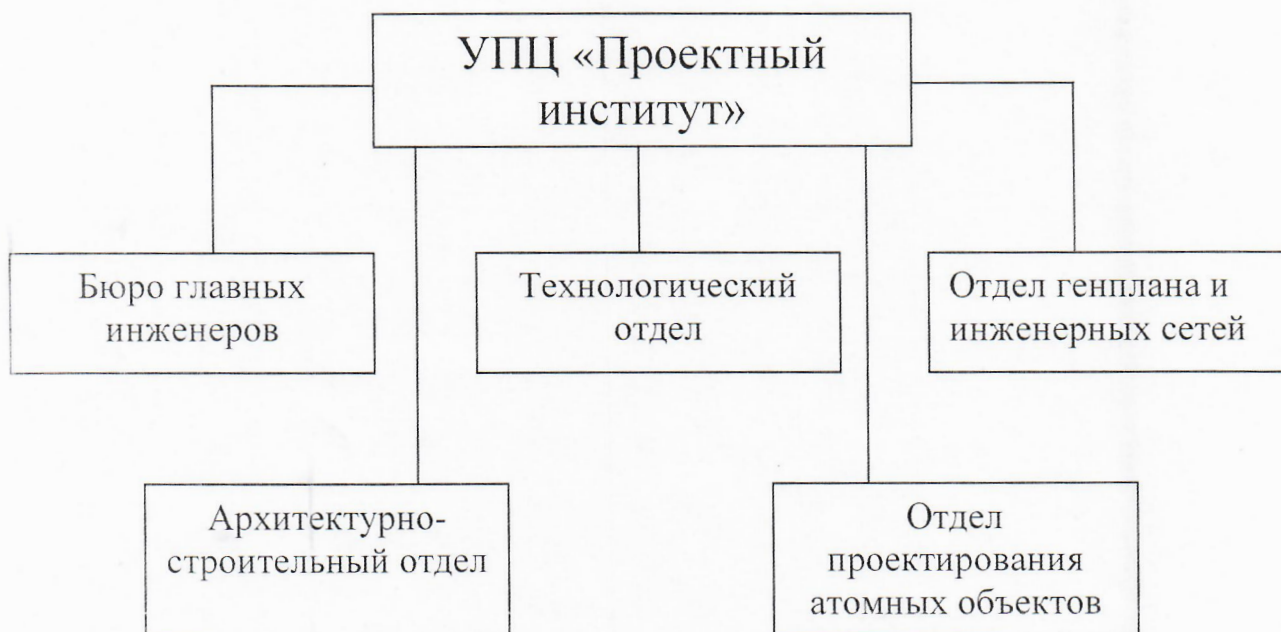 УПЦ «Проектный
институт»
Бюро главных
инженеров
Технологический
отдел
Отдел генплана и
инженерных сетей
Архитектурно-
строительный отдел
Отдел
проектирования
атомных объектов